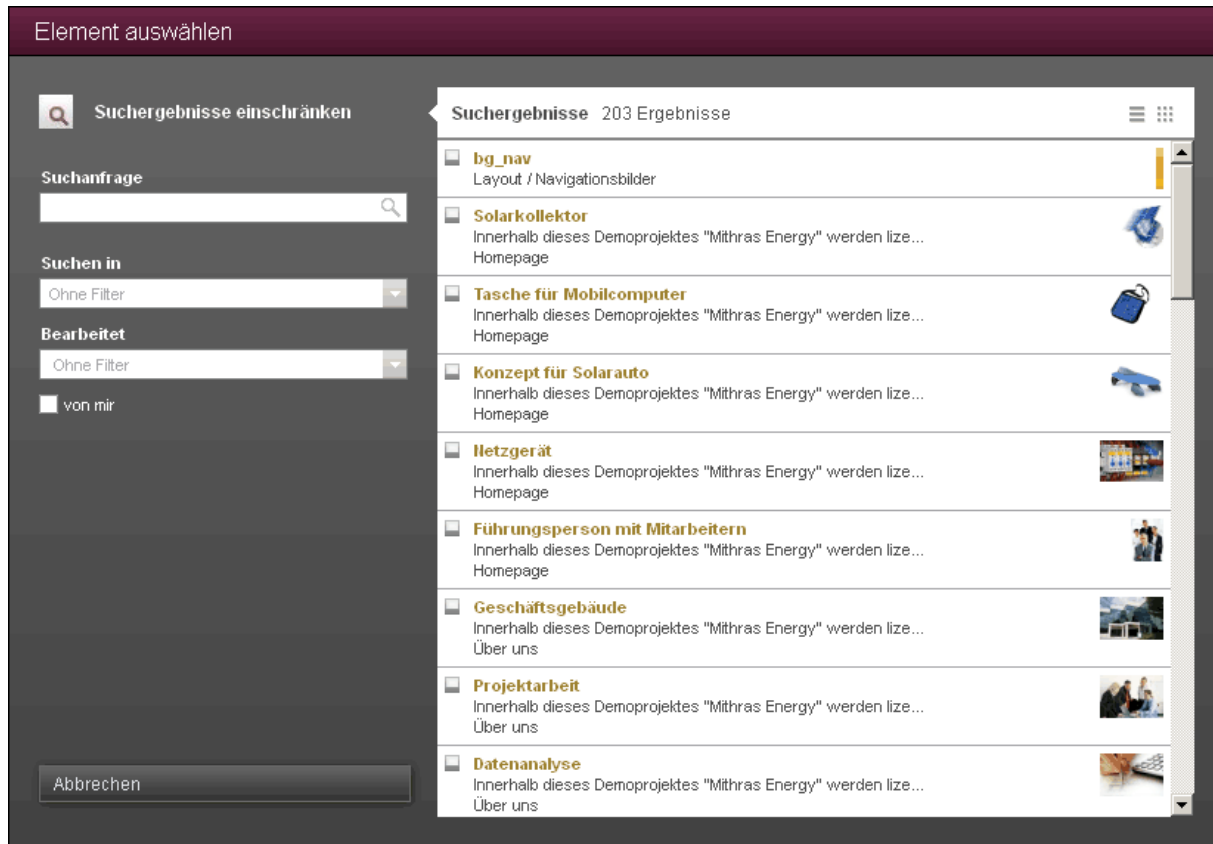 Element auswählen
Suchergebnisse einschränken
Suchanfrage
Suchen in
Ohne Filter
Bearbeitet
Ohne Filter
von mir
Abbrechen
Suchergebnisse 203 Ergebnisse
bg_nav
Layout / Navigationsbilder
Solarkollektor
Innerhalb dieses Demoprojektes "Mithras Energy" werden lize...
Homepage
Tasche für Mobilcomputer
Innerhalb dieses Demoprojektes "Mithras Energy" werden lize...
Homepage
Konzept für Solarauto
Innerhalb dieses Demoprojektes "Mithras Energy" werden lize...
Homepage
Netzgerät
Innerhalb dieses Demoprojektes "Mithras Energy" werden lize...
Homepage
Führungsperson mit Mitarbeitern
Innerhalb dieses Demoprojektes "Mithras Energy" werden lize...
Homepage
Geschäftsgebäude
Innerhalb dieses Demoprojektes "Mithras Energy" werden lize...
Über uns
Projektarbeit
Innerhalb dieses Demoprojektes "Mithras Energy" werden lize...
Über uns
Datenanalyse
Innerhalb dieses Demoprojektes "Mithras Energy" werden lize...
Über uns